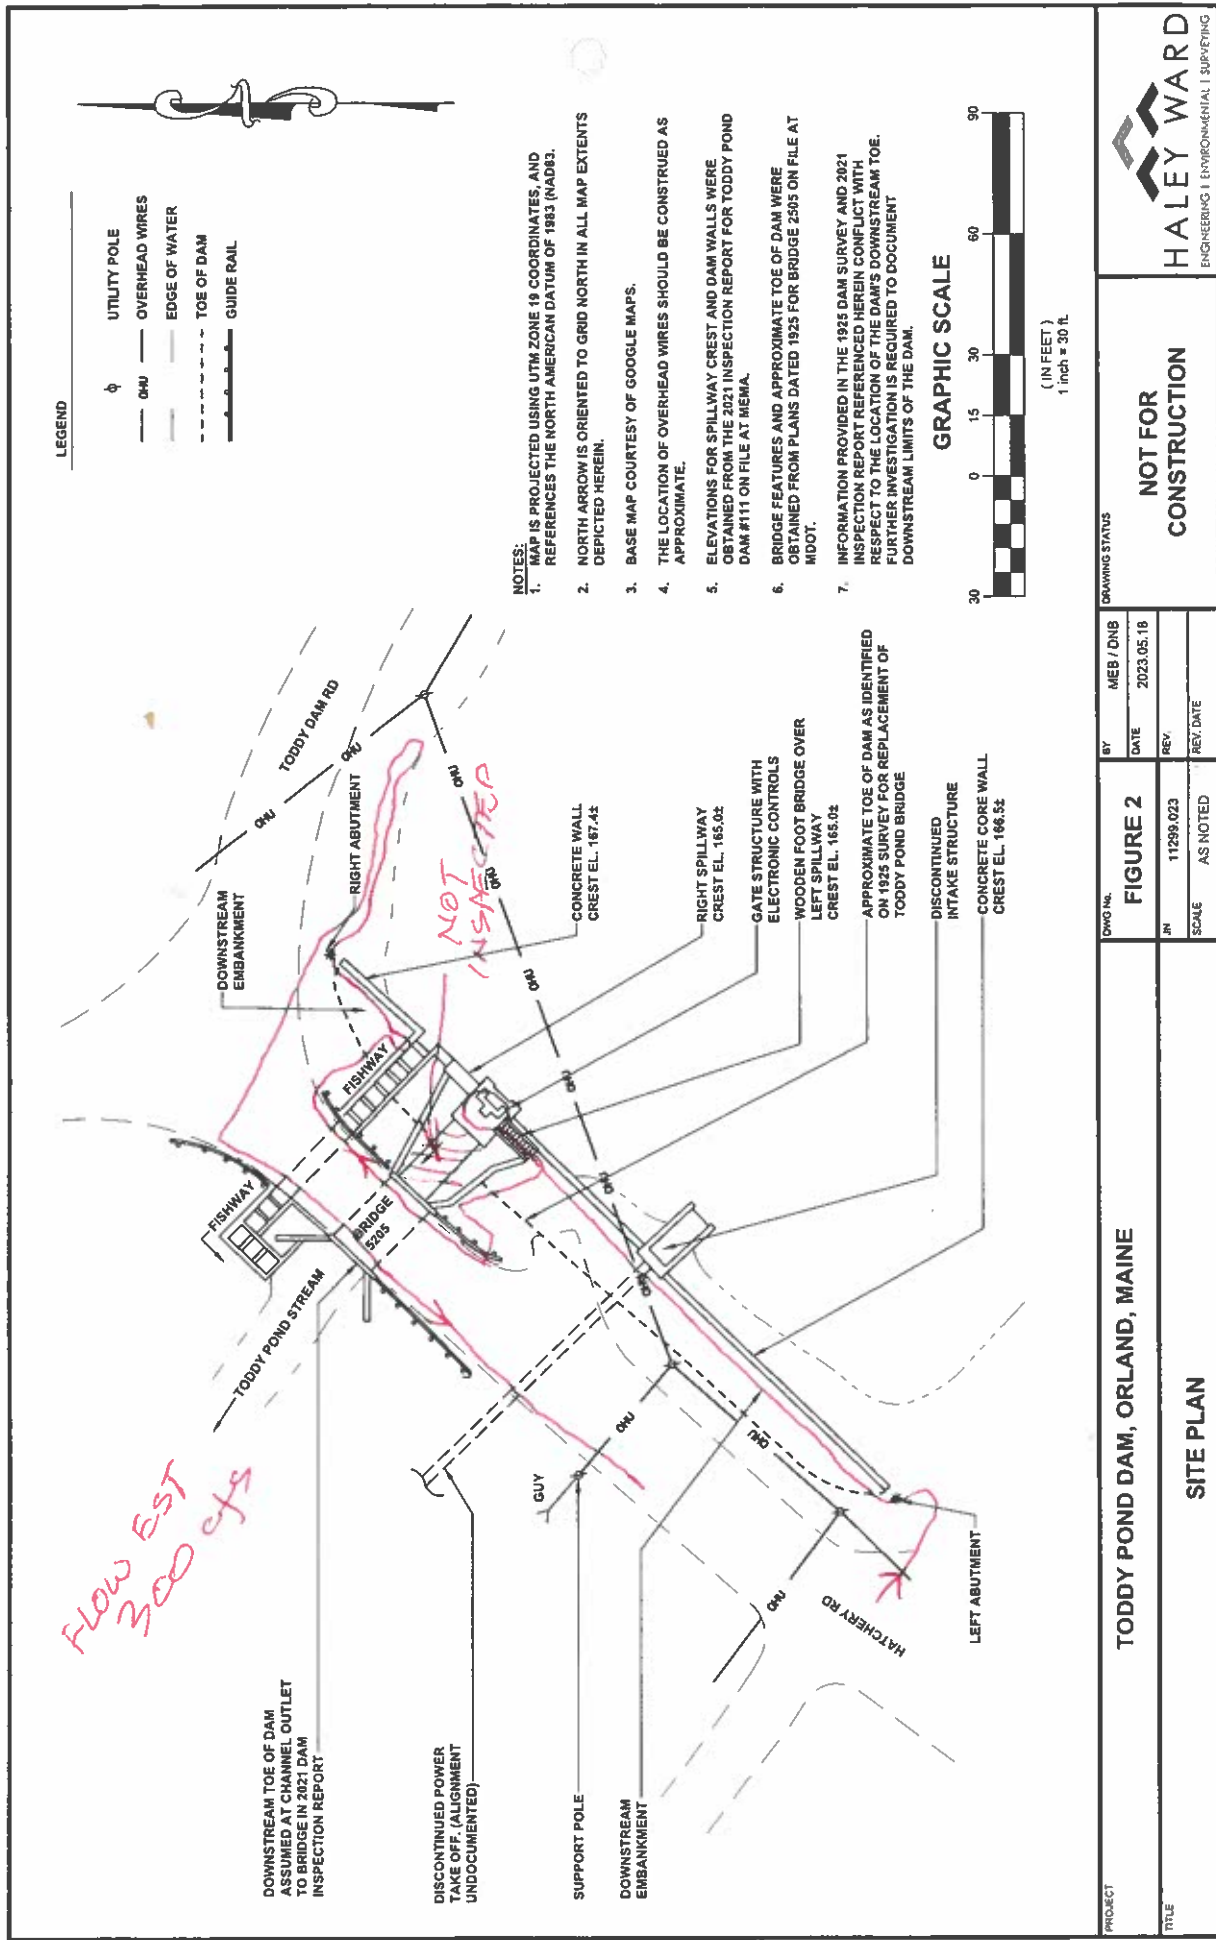 LEGEND
UTILITY POLE
OHU
OVERHEAD WIRES
EDGE OF WATER
TOE OF DAM
GUIDE RAIL
NOTES:
1. MAP IS PROJECTED USING UTM ZONE 19 COORDINATES, AND
REFERENCES THE NORTH AMERICAN DATUM OF 1983 (NAD83.
2. NORTH ARROW IS ORIENTED TO GRID NORTH IN ALL MAP EXTENTS
DEPICTED HEREIN.
3. BASE MAP COURTESY OF GOOGLE MAPS.
4. THE LOCATION OF OVERHEAD WIRES SHOULD BE CONSTRUED AS
APPROXIMATE.
5. ELEVATIONS FOR SPILLWAY CREST AND DAM WALLS WERE
OBTAINED FROM THE 2021 INSPECTION REPORT FOR TODDY POND
DAM #111 ON FILE AT MEMA.
6. BRIDGE FEATURES AND APPROXIMATE TOE OF DAM WERE
OBTAINED FROM PLANS DATED 1925 FOR BRIDGE 2505 ON FILE AT
MDOT.
7. INFORMATION PROVIDED IN THE 1925 DAM SURVEY AND 2021
INSPECTION REPORT REFERENCED HEREIN CONFLICT WITH
RESPECT TO THE LOCATION OF THE DAM'S DOWNSTREAM TOE.
FURTHER INVESTIGATION IS REQUIRED TO DOCUMENT
DOWNSTREAM LIMITS OF THE DAM.
GRAPHIC SCALE
30 0 15 30 60 90
( IN FEET )
1 inch = 30 ft.
FLOW EST
300 cfs
DOWNSTREAM TOE OF DAM
ASSUMED AT CHANNEL OUTLET
TO BRIDGE IN 2021 DAM
INSPECTION REPORT
DISCONTINUED POWER
TAKE OFF. (ALIGNMENT
UNDOCUMENTED)
SUPPORT POLE
DOWNSTREAM
EMBANKMENT
TODDY POND STREAM
FISHWAY
BRIDGE
5205
FISHWAY
DOWNSTREAM
EMBANKMENT
RIGHT ABUTMENT
TODDY DAM RD
OHU
OHU
OHU
OHU
OHU
OHU
OHU
OHU
OHU
OHU
OHU
GUY
HATCHERY RD
LEFT ABUTMENT
NOT
INSPECTED
CONCRETE WALL
CREST EL. 167.4±
RIGHT SPILLWAY
CREST EL. 165.0±
GATE STRUCTURE WITH
ELECTRONIC CONTROLS
WOODEN FOOT BRIDGE OVER
LEFT SPILLWAY
CREST EL. 165.0±
APPROXIMATE TOE OF DAM AS IDENTIFIED
ON 1925 SURVEY FOR REPLACEMENT OF
TODDY POND BRIDGE
DISCONTINUED
INTAKE STRUCTURE
CONCRETE CORE WALL
CREST EL. 166.5±
PROJECT
TODDY POND DAM, ORLAND, MAINE
TITLE
SITE PLAN
DWG No.
FIGURE 2
JN
11299.023
SCALE
AS NOTED
BY
MEB / DNB
DATE
2023.05.18
REV.
REV. DATE
DRAWING STATUS
NOT FOR
CONSTRUCTION
HALEY WARD
ENGINEERING | ENVIRONMENTAL | SURVEYING